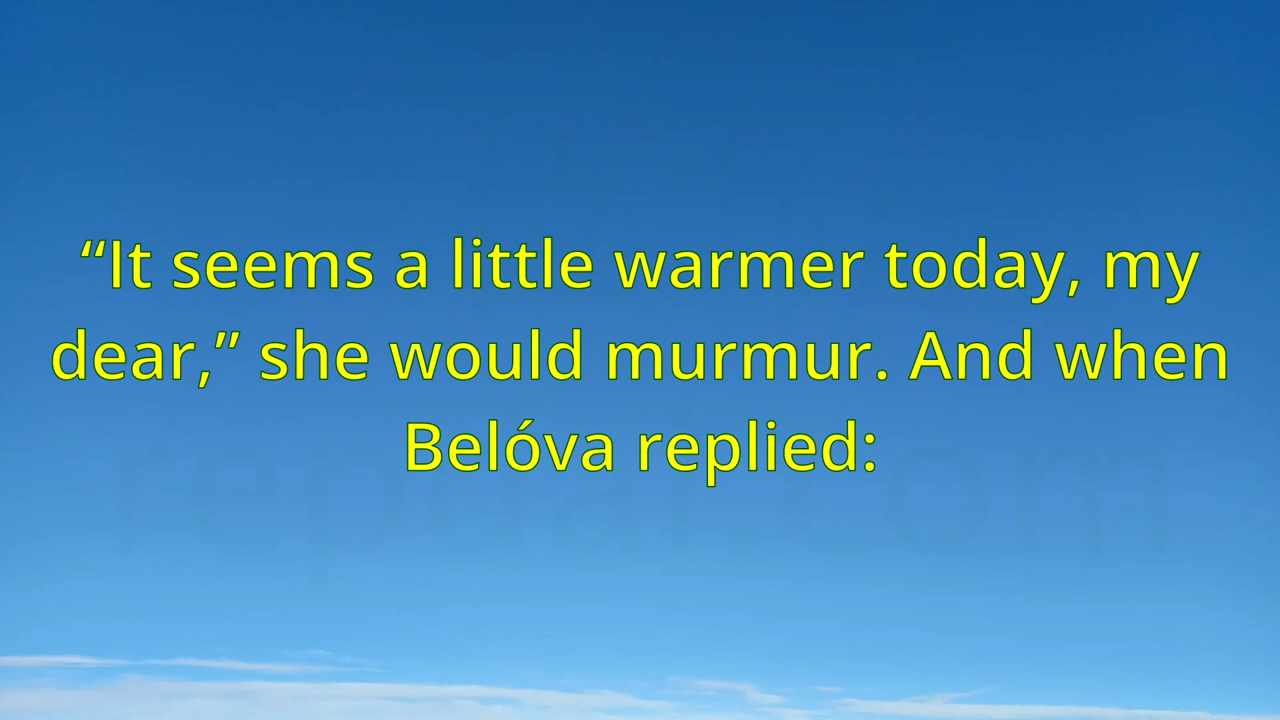 “It seems a little warmer today, my
dear,” she would murmur. And when
Belóva replied: